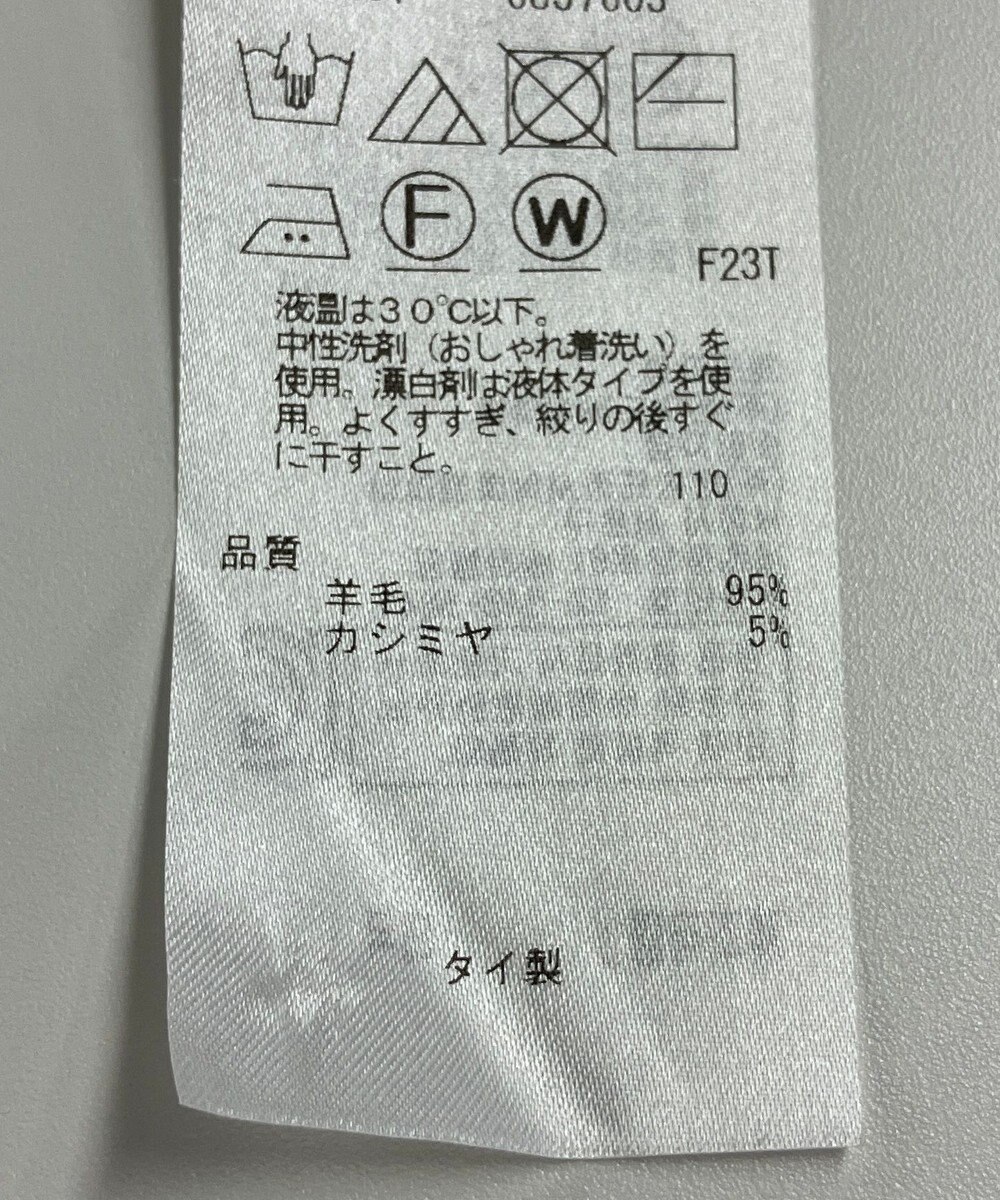 F
W
F23T
液温は30℃以下。
中性洗剤（おしゃれ着洗い）を
使用。漂白剤は液体タイプを使
用。よくすすぎ、絞りの後すぐ
に干すこと。
110
品質
羊毛 95%
カシミヤ 5%
タイ製